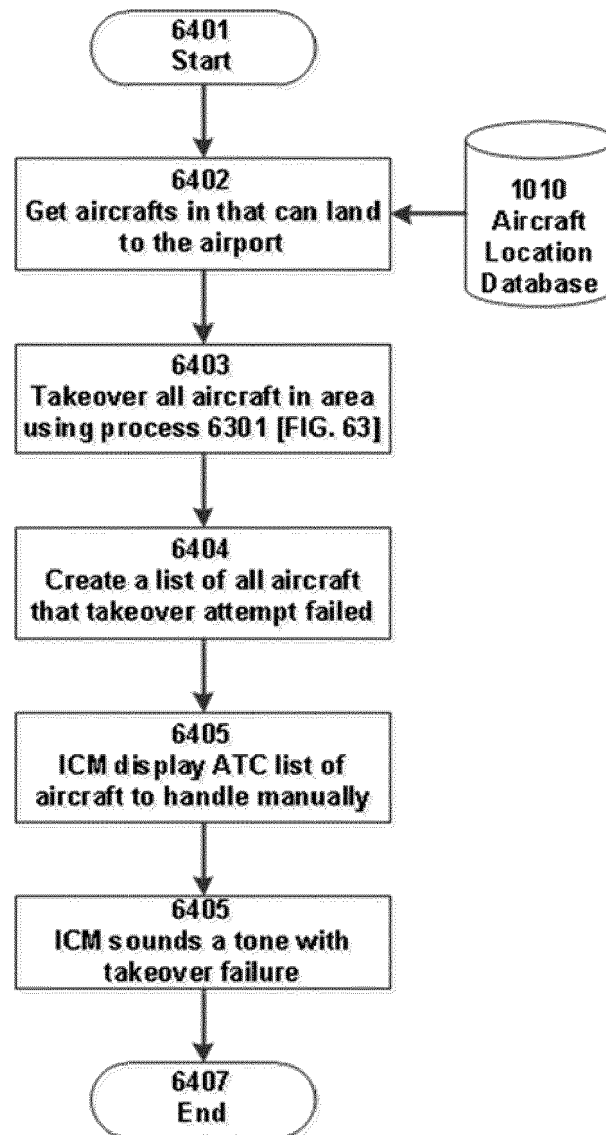 6401
Start
6402
Get aircrafts in that can land
to the airport
1010
Aircraft
Location
Database
6403
Takeover all aircraft in area
using process 6301 [FIG. 63]
6404
Create a list of all aircraft
that takeover attempt failed
6405
ICM display ATC list of
aircraft to handle manually
6405
ICM sounds a tone with
takeover failure
6407
End